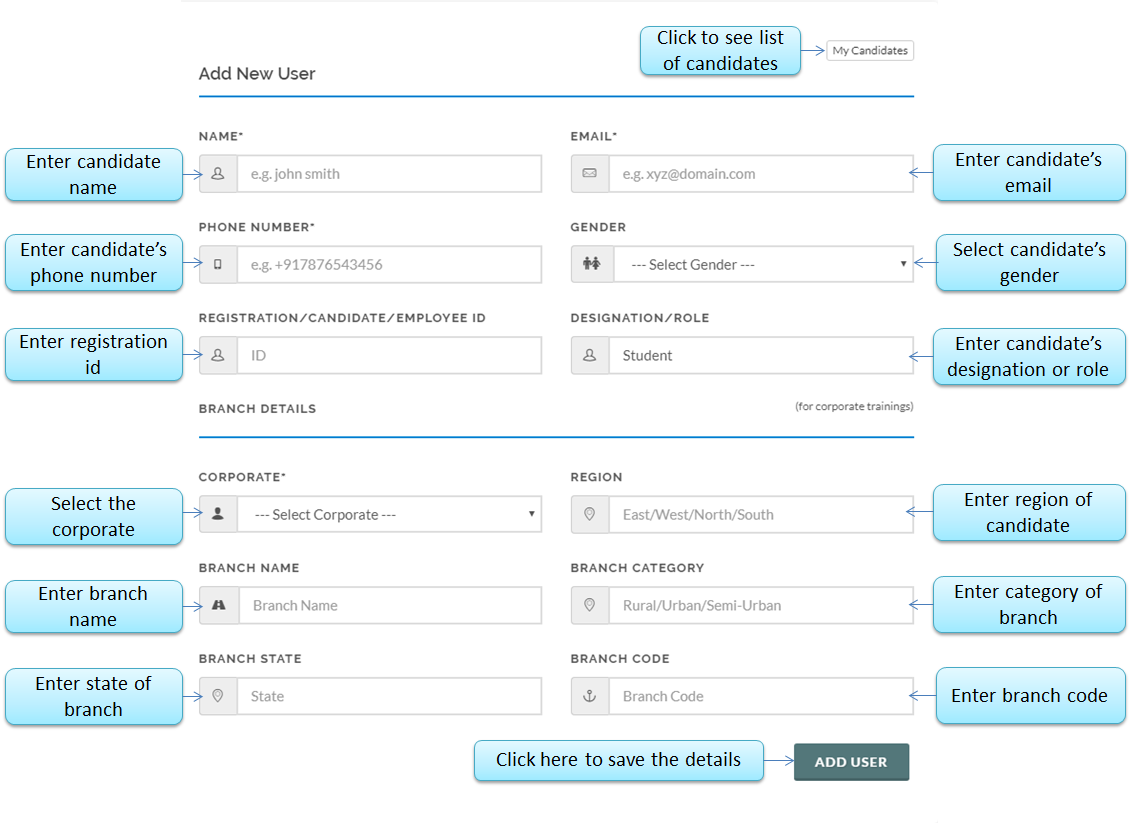 Click to see list
of candidates
My Candidates
Add New User
NAME*
EMAIL*
Enter candidate
name
e.g. john smith
e.g. xyz@domain.com
Enter candidate’s
email
PHONE NUMBER*
GENDER
Enter candidate’s
phone number
e.g. +917876543456
--- Select Gender ---
Select candidate’s
gender
REGISTRATION/CANDIDATE/EMPLOYEE ID
DESIGNATION/ROLE
Enter registration
id
ID
Student
Enter candidate’s
designation or role
BRANCH DETAILS
(for corporate trainings)
CORPORATE*
REGION
Select the
corporate
--- Select Corporate ---
East/West/North/South
Enter region of
candidate
BRANCH NAME
BRANCH CATEGORY
Enter branch
name
Branch Name
Rural/Urban/Semi-Urban
Enter category of
branch
BRANCH STATE
BRANCH CODE
Enter state of
branch
State
Branch Code
Enter branch code
Click here to save the details
ADD USER